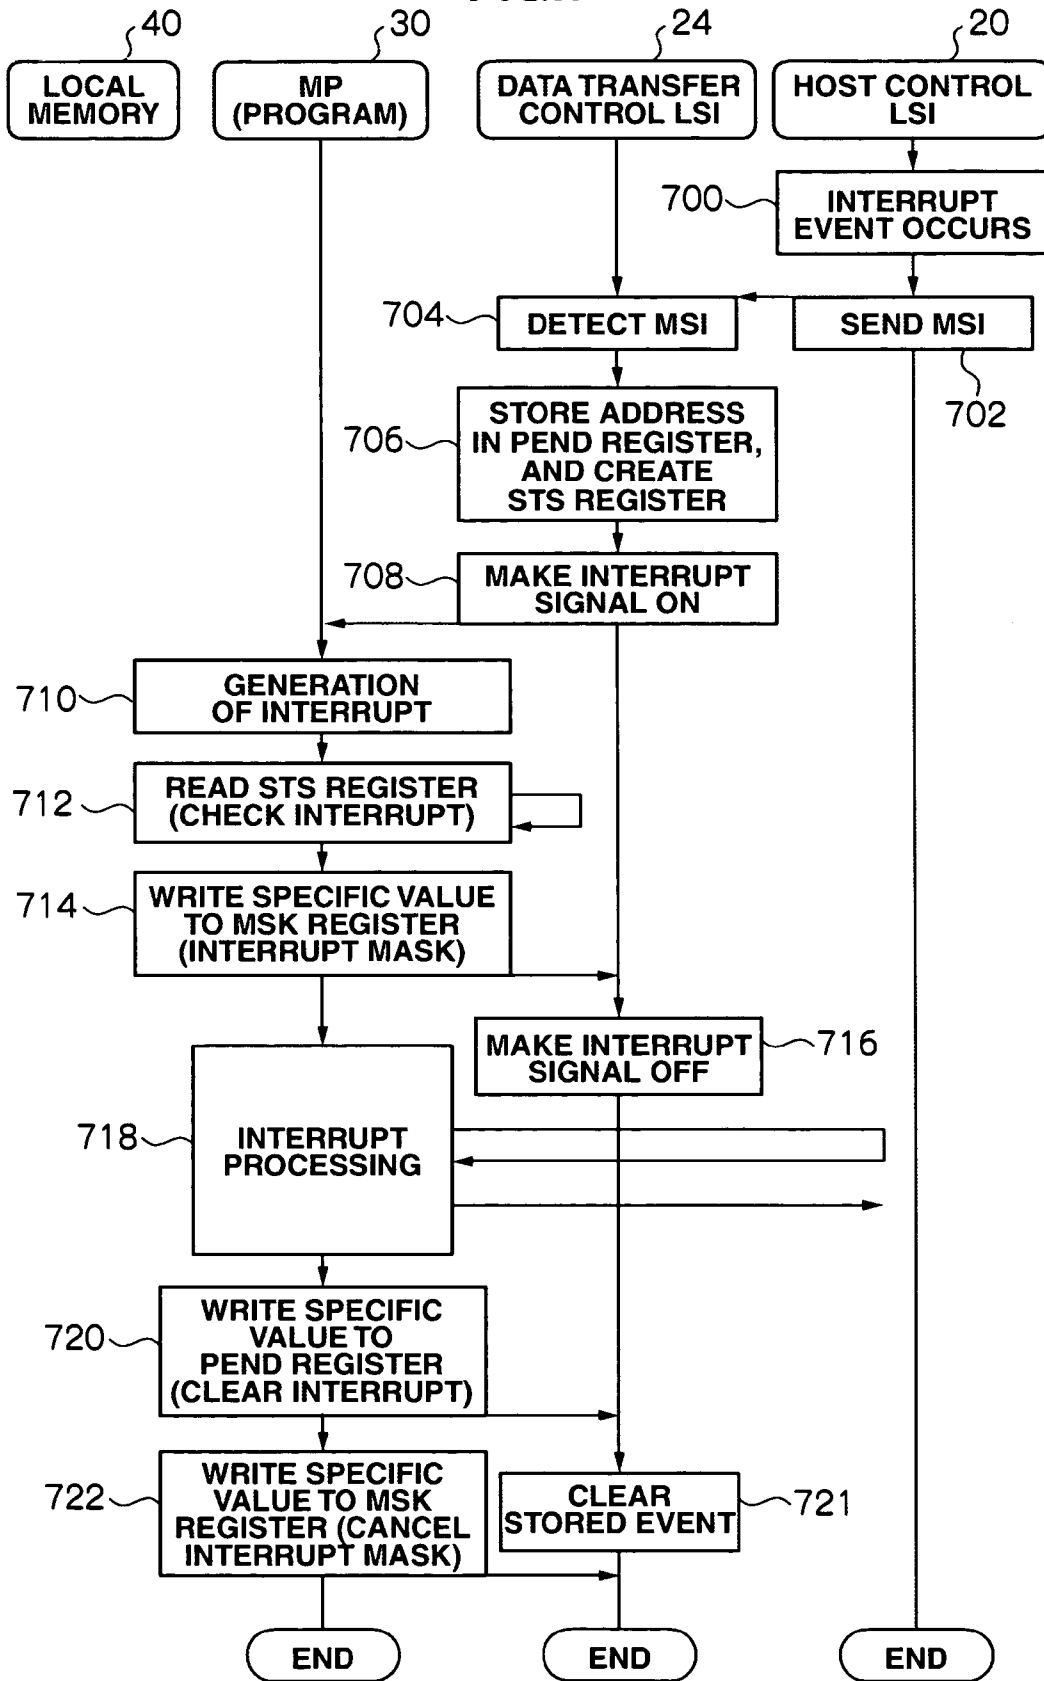 40
30
24
20
LOCAL
MEMORY
MP
(PROGRAM)
DATA TRANSFER
CONTROL LSI
HOST CONTROL
LSI
700
INTERRUPT
EVENT OCCURS
704
DETECT MSI
SEND MSI
702
706
STORE ADDRESS
IN PEND REGISTER,
AND CREATE
STS REGISTER
708
MAKE INTERRUPT
SIGNAL ON
710
GENERATION
OF INTERRUPT
712
READ STS REGISTER
(CHECK INTERRUPT)
714
WRITE SPECIFIC VALUE
TO MSK REGISTER
(INTERRUPT MASK)
MAKE INTERRUPT
SIGNAL OFF
716
718
INTERRUPT
PROCESSING
720
WRITE SPECIFIC
VALUE TO
PEND REGISTER
(CLEAR INTERRUPT)
722
WRITE SPECIFIC
VALUE TO MSK
REGISTER (CANCEL
INTERRUPT MASK)
CLEAR
STORED EVENT
721
END
END
END